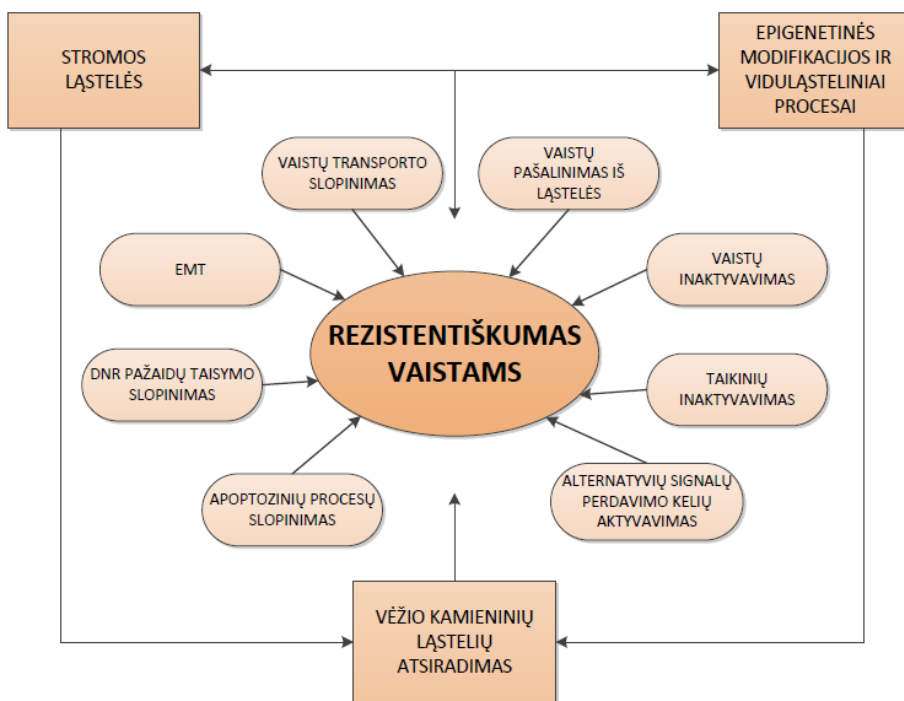 STROMOS
LĄSTELĖS
EPIGENETINĖS
MODIFIKACIJOS IR
VIDULĄSTELINIAI
PROCESAI
VAISTŲ TRANSPORTO
SLOPINIMAS
VAISTŲ
PAŠALINIMAS IŠ
LĄSTELĖS
EMT
VAISTŲ
INAKTYVAVIMAS
REZISTENTIŠKUMAS
VAISTAMS
DNR PAŽAIDŲ TAISYMO
SLOPINIMAS
TAIKINIŲ
INAKTYVAVIMAS
APOPTOZINIŲ PROCESŲ
SLOPINIMAS
ALTERNATYVIŲ SIGNALŲ
PERDAVIMO KELIŲ
AKTYVAVIMAS
VĖŽIO KAMIENINIŲ
LĄSTELIŲ
ATSIRADIMAS